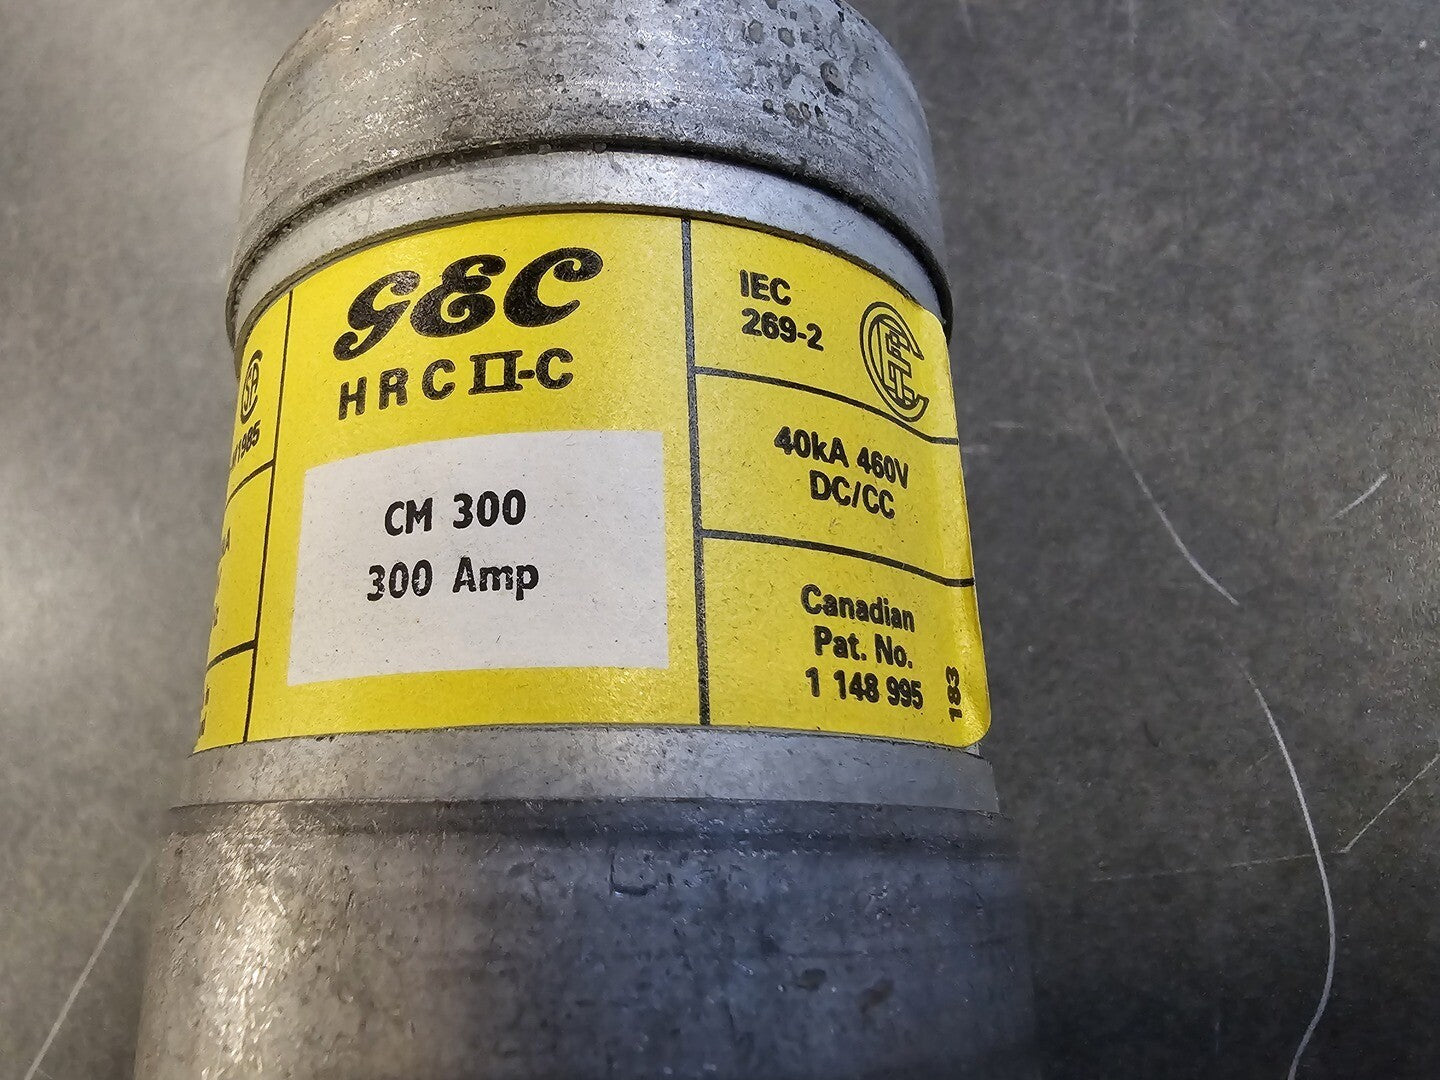 GEC
HRC II-C
CM 300
300 Amp
IEC
269-2
40kA 460V
DC/CC
Canadian
Pat. No.
1 148 995
183
1985